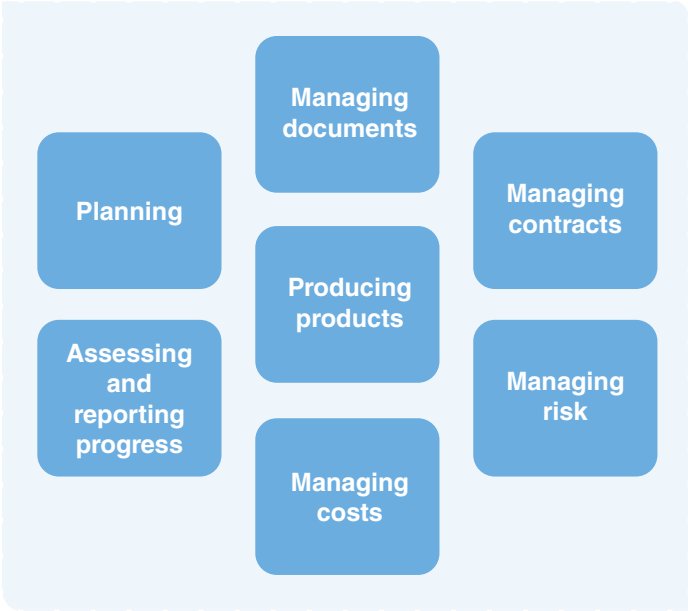 Managing
documents
Planning
Managing
contracts
Producing
products
Assessing
and
reporting
progress
Managing
risk
Managing
costs